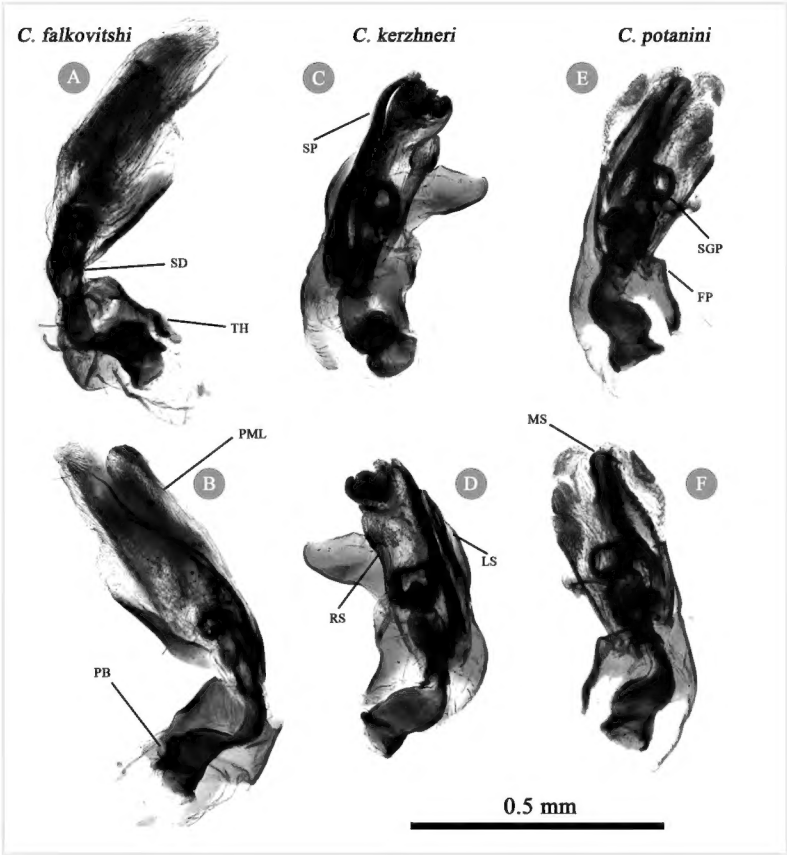 C. falkovitshi
C. kerzhneri
C. potanini
A
C
E
SP
SD
SGP
TH
FP
PML
MS
B
D
F
LS
RS
PB
0.5 mm